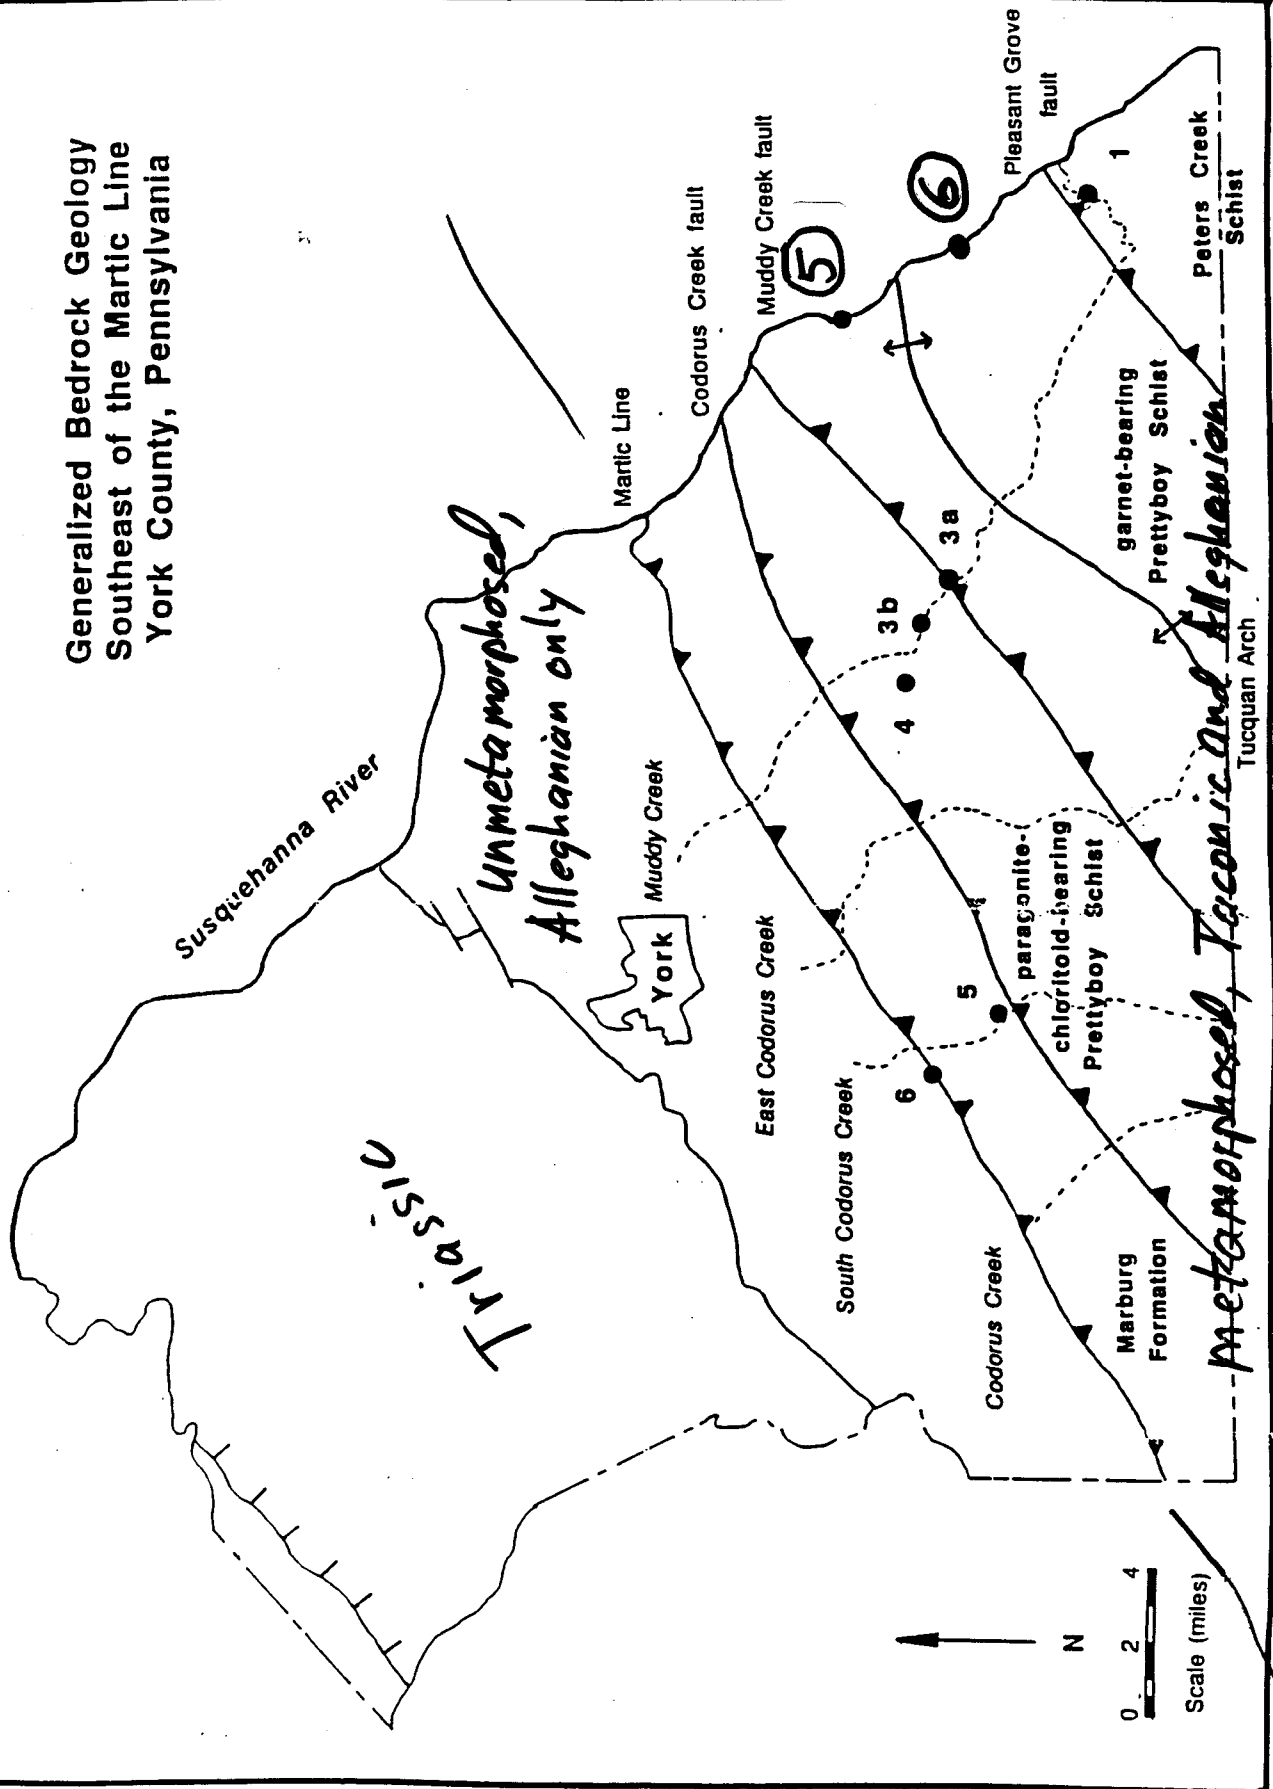 Generalized Bedrock Geology
Southeast of the Martic Line
York County, Pennsylvania
Susquehanna River
Triassic
Unmetamorphosed,
Alleghanian only
York
Muddy Creek
East Codorus Creek
South Codorus Creek
Codorus Creek
Martic Line
Codorus Creek fault
Muddy Creek fault
5
6
Pleasant Grove
fault
1
3a
3b
4
5
6
Marburg
Formation
paragonite-
chloritold-bearing
Prettyboy Schist
garnet-bearing
Prettyboy Schist
Peters Creek
Schist
metamorphosed, Taconic and Alleghanian
Tucquan Arch
N
0 2 4
Scale (miles)